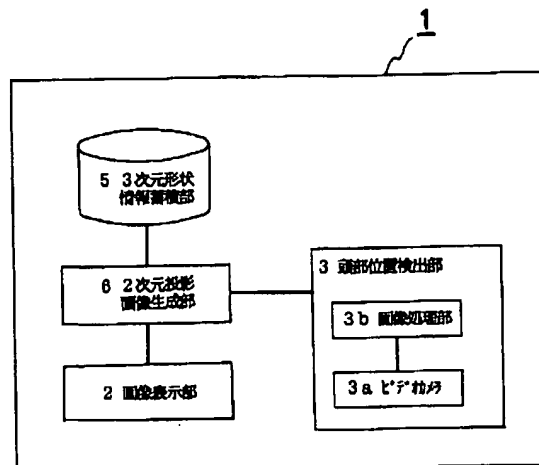 1
5 3次元形状
情報蓄積部
6 2次元投影
画像生成部
2 画像表示部
3 頭部位置検出部
3b 画像処理部
3a ビデオカメラ